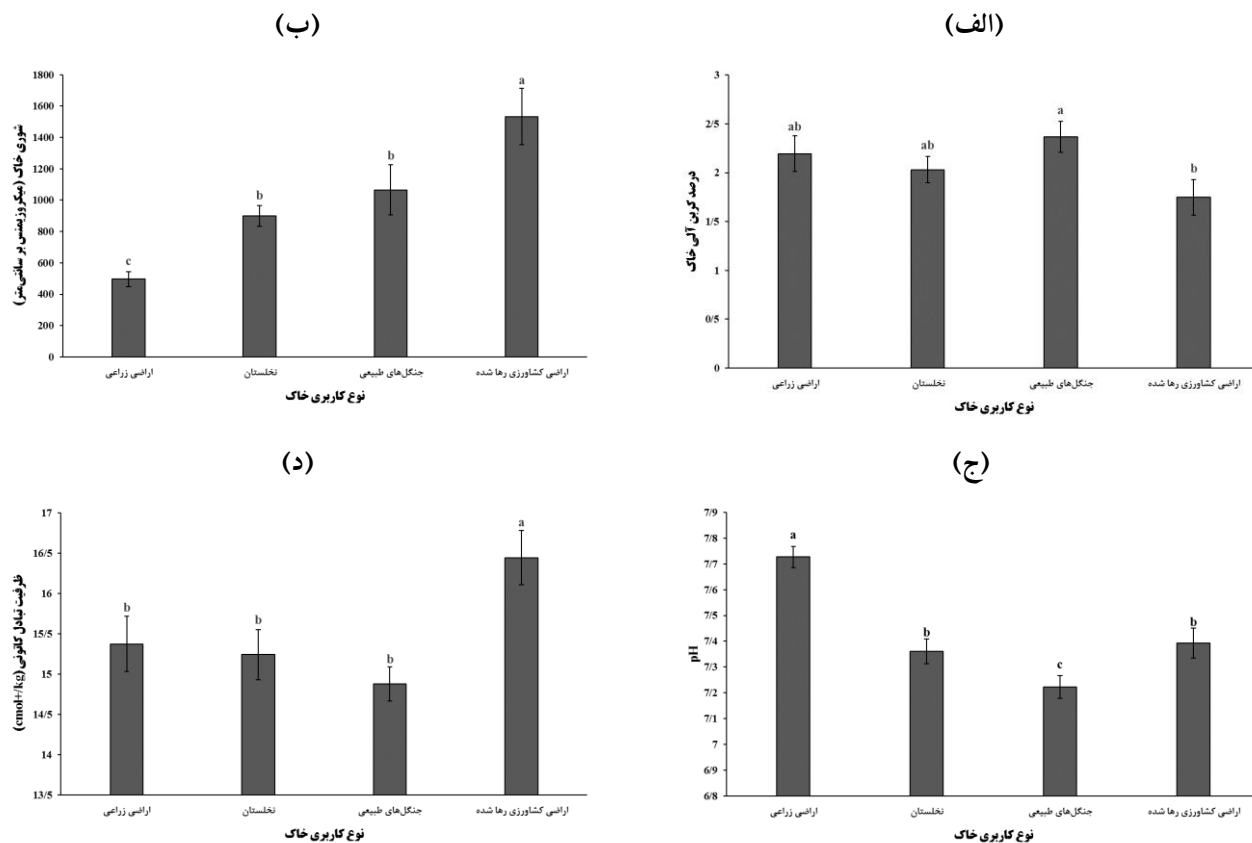 (الف)
درصد کربن آلی خاک
3
2/5
2
1/5
1
0/5
0
ab
ab
a
b
اراضی زراعی
نخلستان
جنگل‌های طبیعی
اراضی کشاورزی رها شده
نوع کاربری خاک
(ب)
شوری خاک (میکروزیمنس بر سانتی‌متر)
1800
1600
1400
1200
1000
800
600
400
200
0
c
b
b
a
اراضی زراعی
نخلستان
جنگل‌های طبیعی
اراضی کشاورزی رها شده
نوع کاربری خاک
(ج)
pH
7/9
7/8
7/7
7/6
7/5
7/4
7/3
7/2
7/1
7
6/9
6/8
a
b
c
b
اراضی زراعی
نخلستان
جنگل‌های طبیعی
اراضی کشاورزی رها شده
نوع کاربری خاک
(د)
ظرفیت تبادل کاتیونی (cmol+/kg)
17
16/5
16
15/5
15
14/5
14
13/5
b
b
b
a
اراضی زراعی
نخلستان
جنگل‌های طبیعی
اراضی کشاورزی رها شده
نوع کاربری خاک